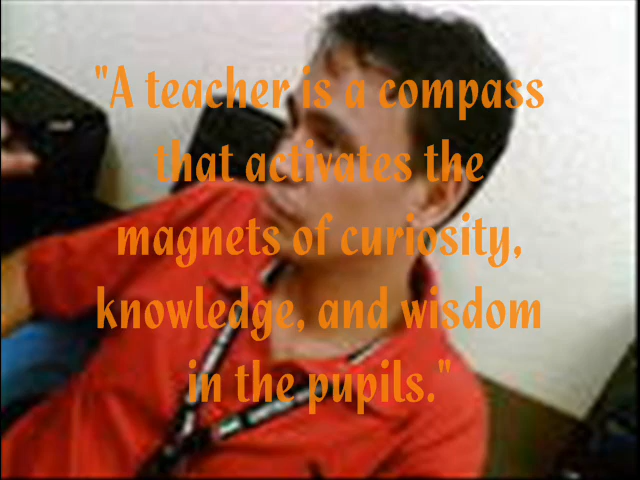 "A teacher is a compass
that activates the
magnets of curiosity,
knowledge, and wisdom
in the pupils."